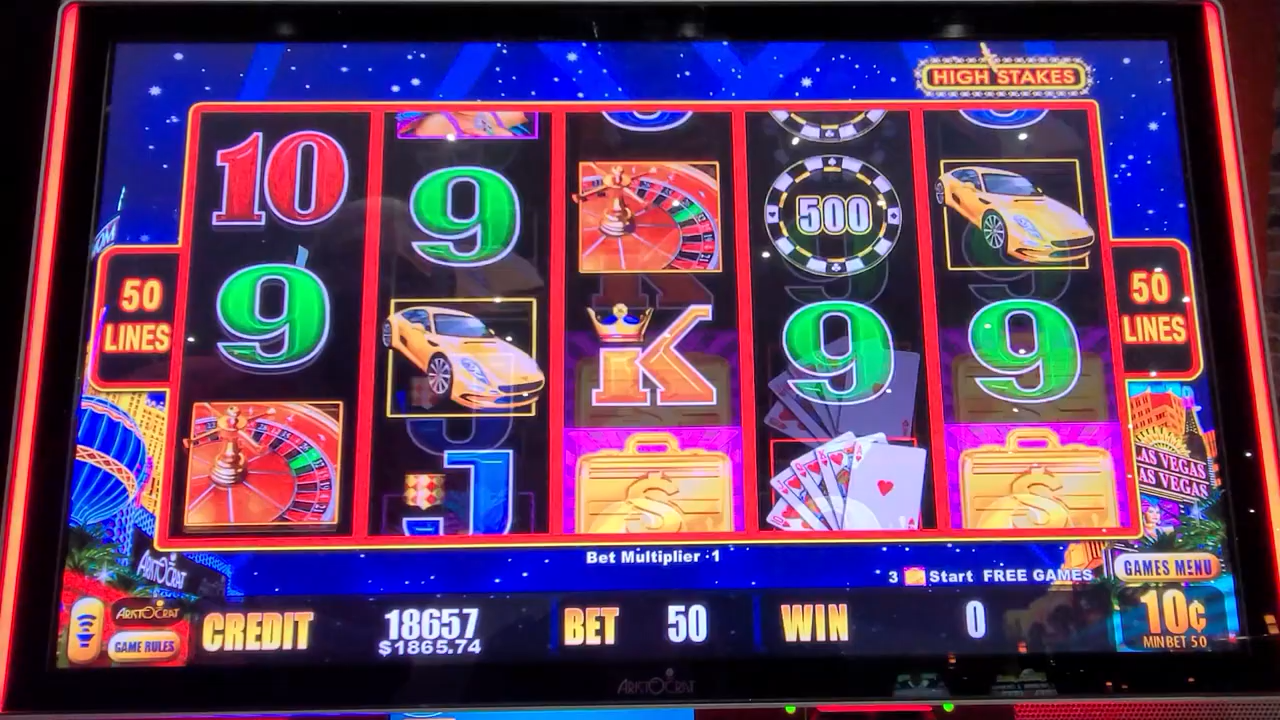 HIGH STAKES
10
9
500
50
LINES
50
LINES
9
K
9
9
J
$
$
LAS VEGAS
LAS VEGAS
Bet Multiplier 1
ARISTOCRAT
3 Start FREE GAMES
GAMES MENU
ARISTOCRAT
GAME RULES
CREDIT 18657
$1865.74
BET 50
WIN 0
10¢
MIN BET 50
ARISTOCRAT